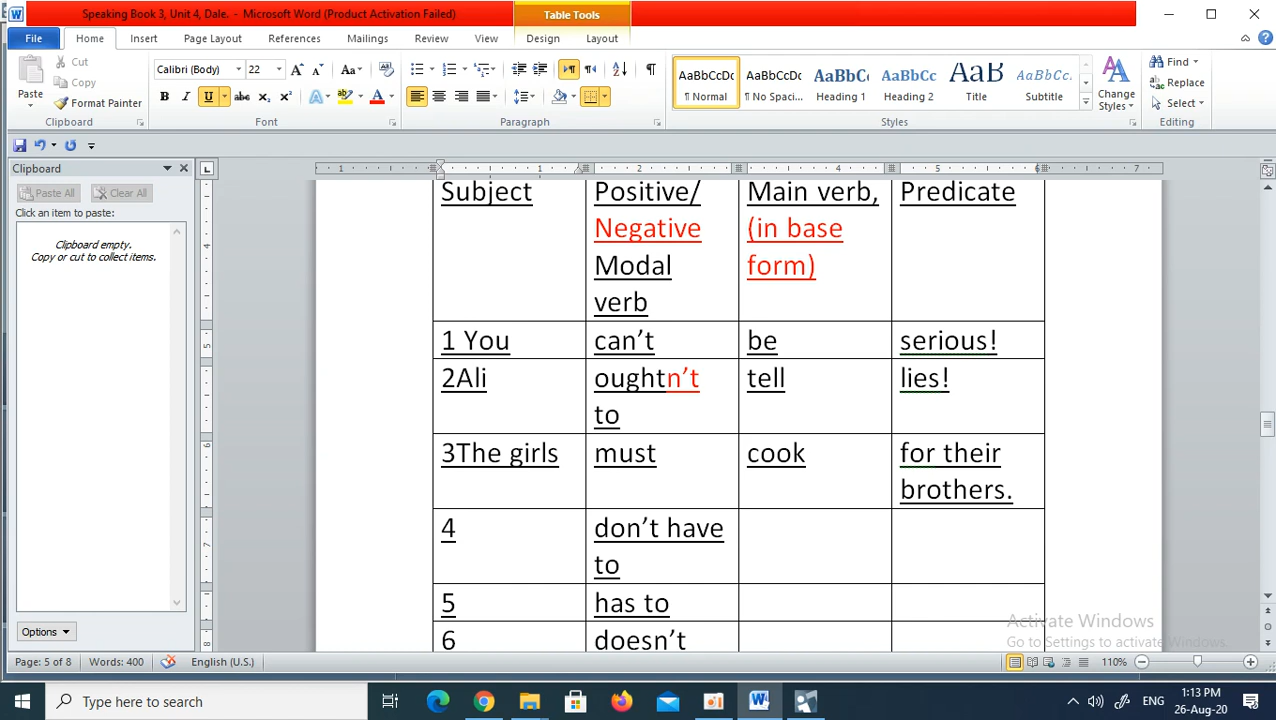 Speaking Book 3, Unit 4, Dale. - Microsoft Word (Product Activation Failed)
Table Tools
File Home Insert Page Layout References Mailings Review View Design Layout
Paste
Cut
Copy
Format Painter
Clipboard
Calibri (Body) 22
Font
Paragraph
AaBbCcDc AaBbCcDc AaBbCc AaBbCc AaB AaBbCc.
¶ Normal ¶ No Spaci... Heading 1 Heading 2 Title Subtitle
Change Styles
Styles
Find
Replace
Select
Editing
Clipboard
Paste All Clear All
Click an item to paste:
Clipboard empty.
Copy or cut to collect items.
Options
Subject Positive/ Main verb, Predicate
Negative (in base
Modal form)
verb
1 You can’t be serious!
2Ali oughtn’t tell lies!
to
3The girls must cook for their
brothers.
4 don’t have
to
5 has to
6 doesn’t
Activate Windows
Go to Settings to activate Windows.
Page: 5 of 8 Words: 400 English (U.S.) 110%
Type here to search
ENG
1:13 PM
26-Aug-20